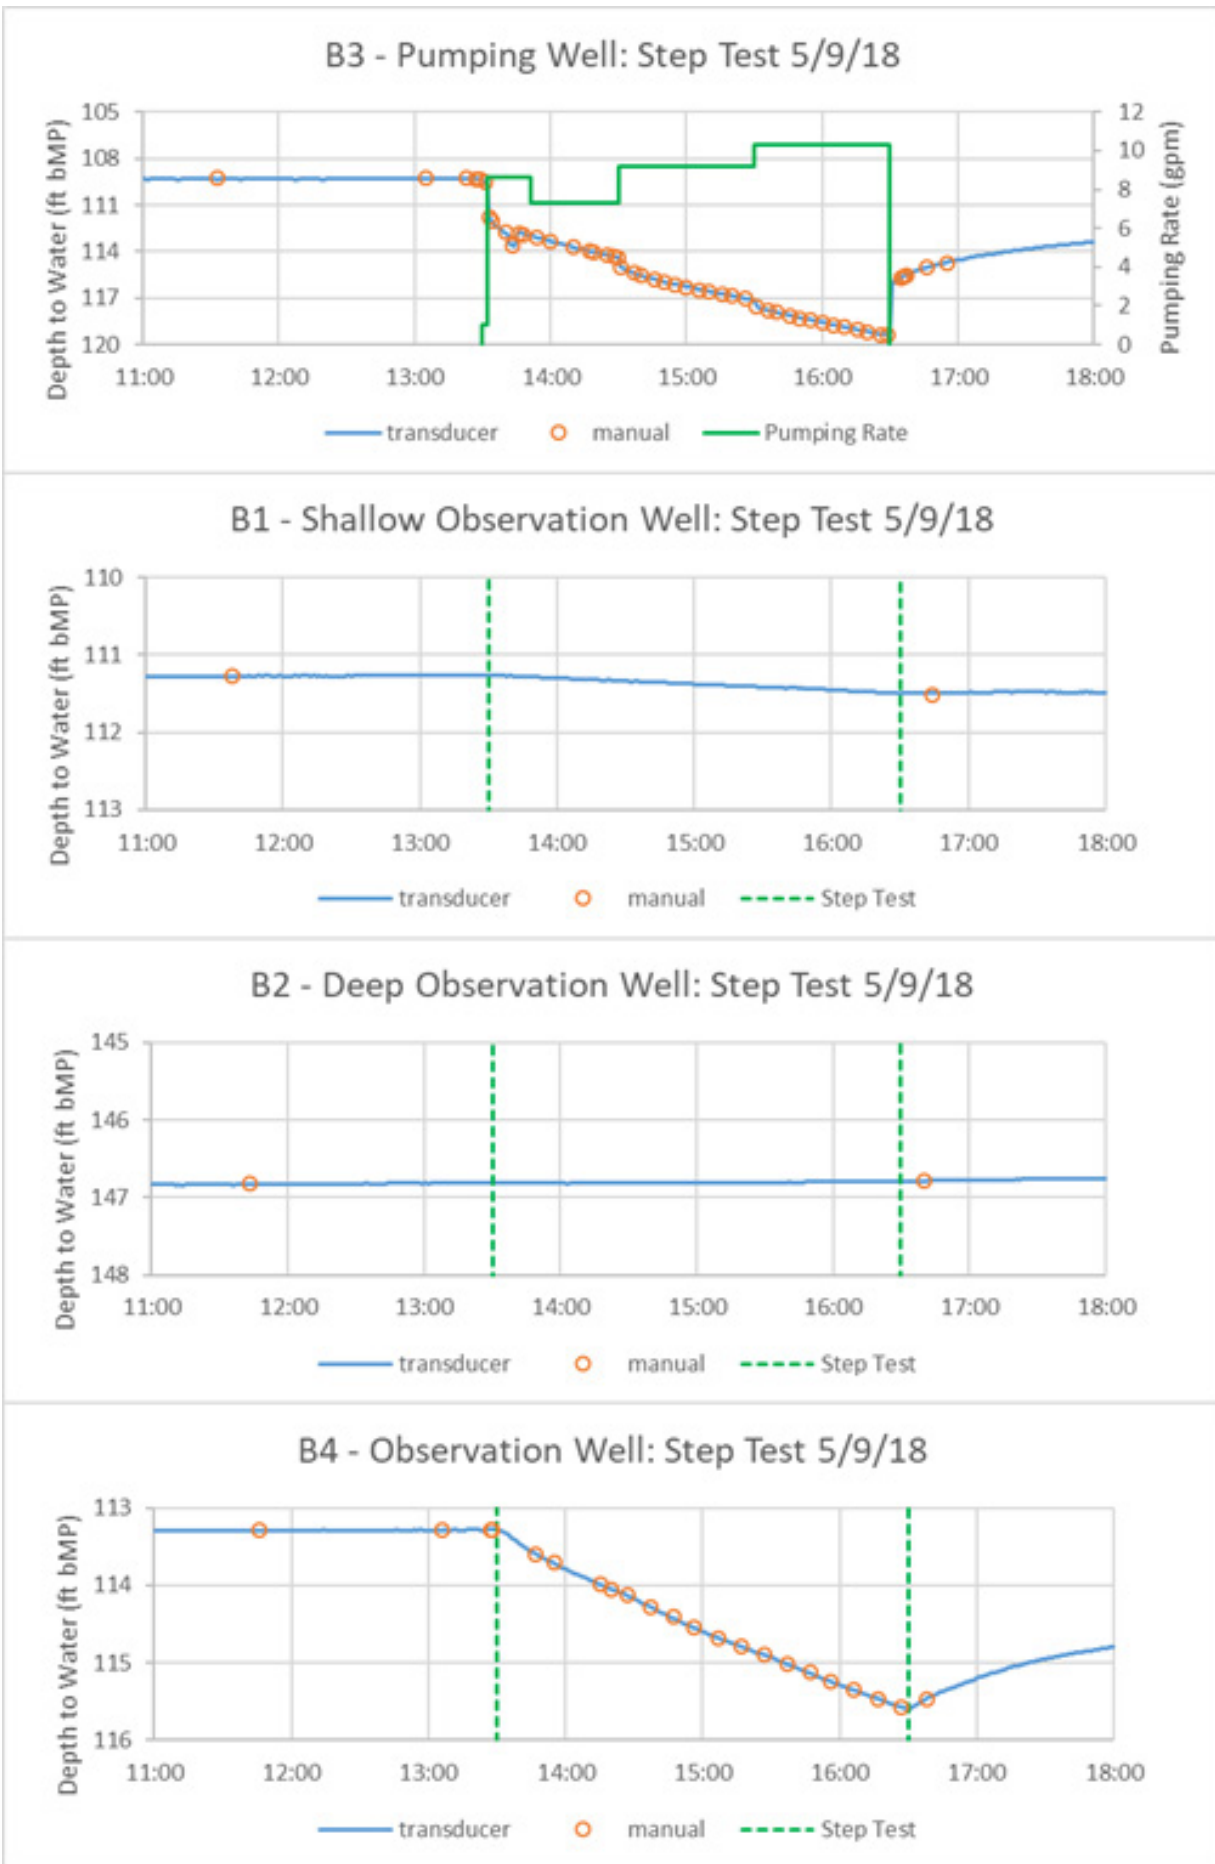 B3 - Pumping Well: Step Test 5/9/18
Depth to Water (ft bMP)
105
108
111
114
117
120
12
10
8
6
4
2
0
Pumping Rate (gpm)
11:00 12:00 13:00 14:00 15:00 16:00 17:00 18:00
transducer manual Pumping Rate
B1 - Shallow Observation Well: Step Test 5/9/18
Depth to Water (ft bMP)
110
111
112
113
11:00 12:00 13:00 14:00 15:00 16:00 17:00 18:00
transducer manual Step Test
B2 - Deep Observation Well: Step Test 5/9/18
Depth to Water (ft bMP)
145
146
147
148
11:00 12:00 13:00 14:00 15:00 16:00 17:00 18:00
transducer manual Step Test
B4 - Observation Well: Step Test 5/9/18
Depth to Water (ft bMP)
113
114
115
116
11:00 12:00 13:00 14:00 15:00 16:00 17:00 18:00
transducer manual Step Test